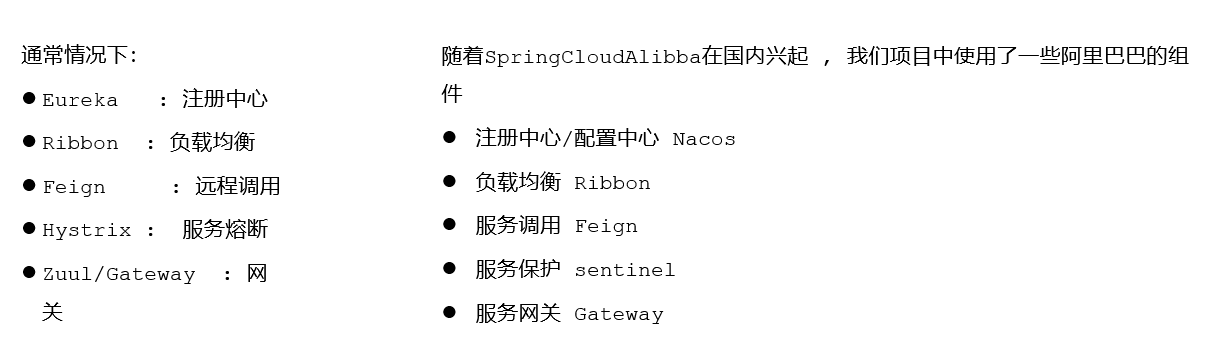 通常情况下:
●Eureka ：注册中心
●Ribbon ：负载均衡
●Feign ：远程调用
●Hystrix： 服务熔断
●Zuul/Gateway ：网
关
随着SpringCloudAlibba在国内兴起 ，我们项目中使用了一些阿里巴巴的组
件
● 注册中心/配置中心 Nacos
● 负载均衡 Ribbon
● 服务调用 Feign
● 服务保护 sentinel
● 服务网关 Gateway